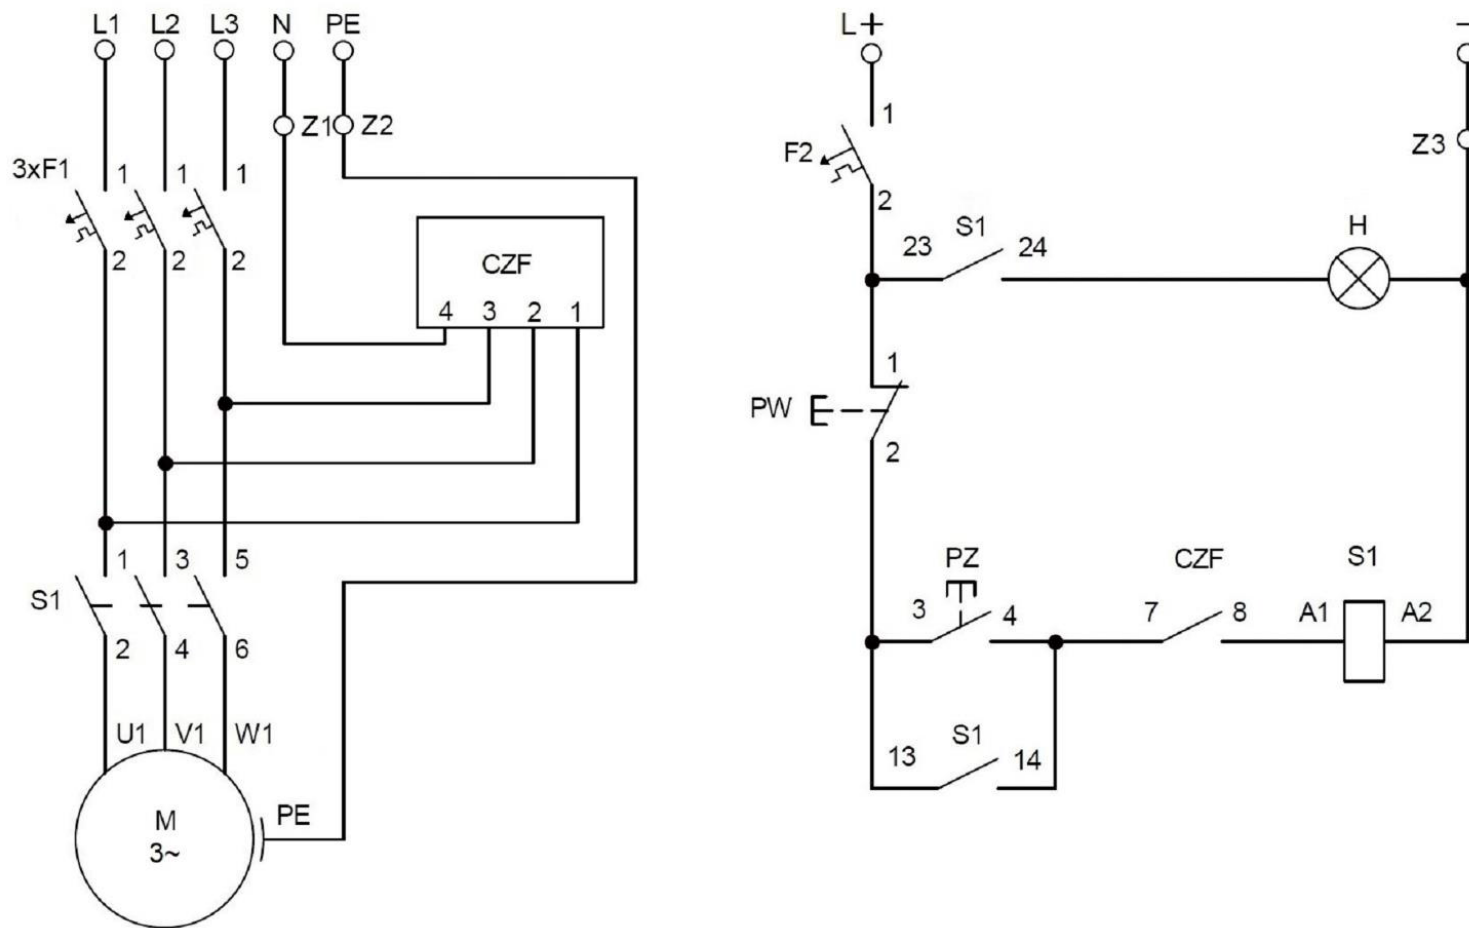 L1 L2 L3 N PE
Z1 Z2
3xF1 1 1 1
2 2 2
CZF
4 3 2 1
1 3 5
S1
2 4 6
U1 V1 W1
M
3~
PE
L+ -
1
F2
2
Z3
S1
23 24
H
1
PW
2
PZ
3 4
CZF
7 8
S1
A1 A2
S1
13 14